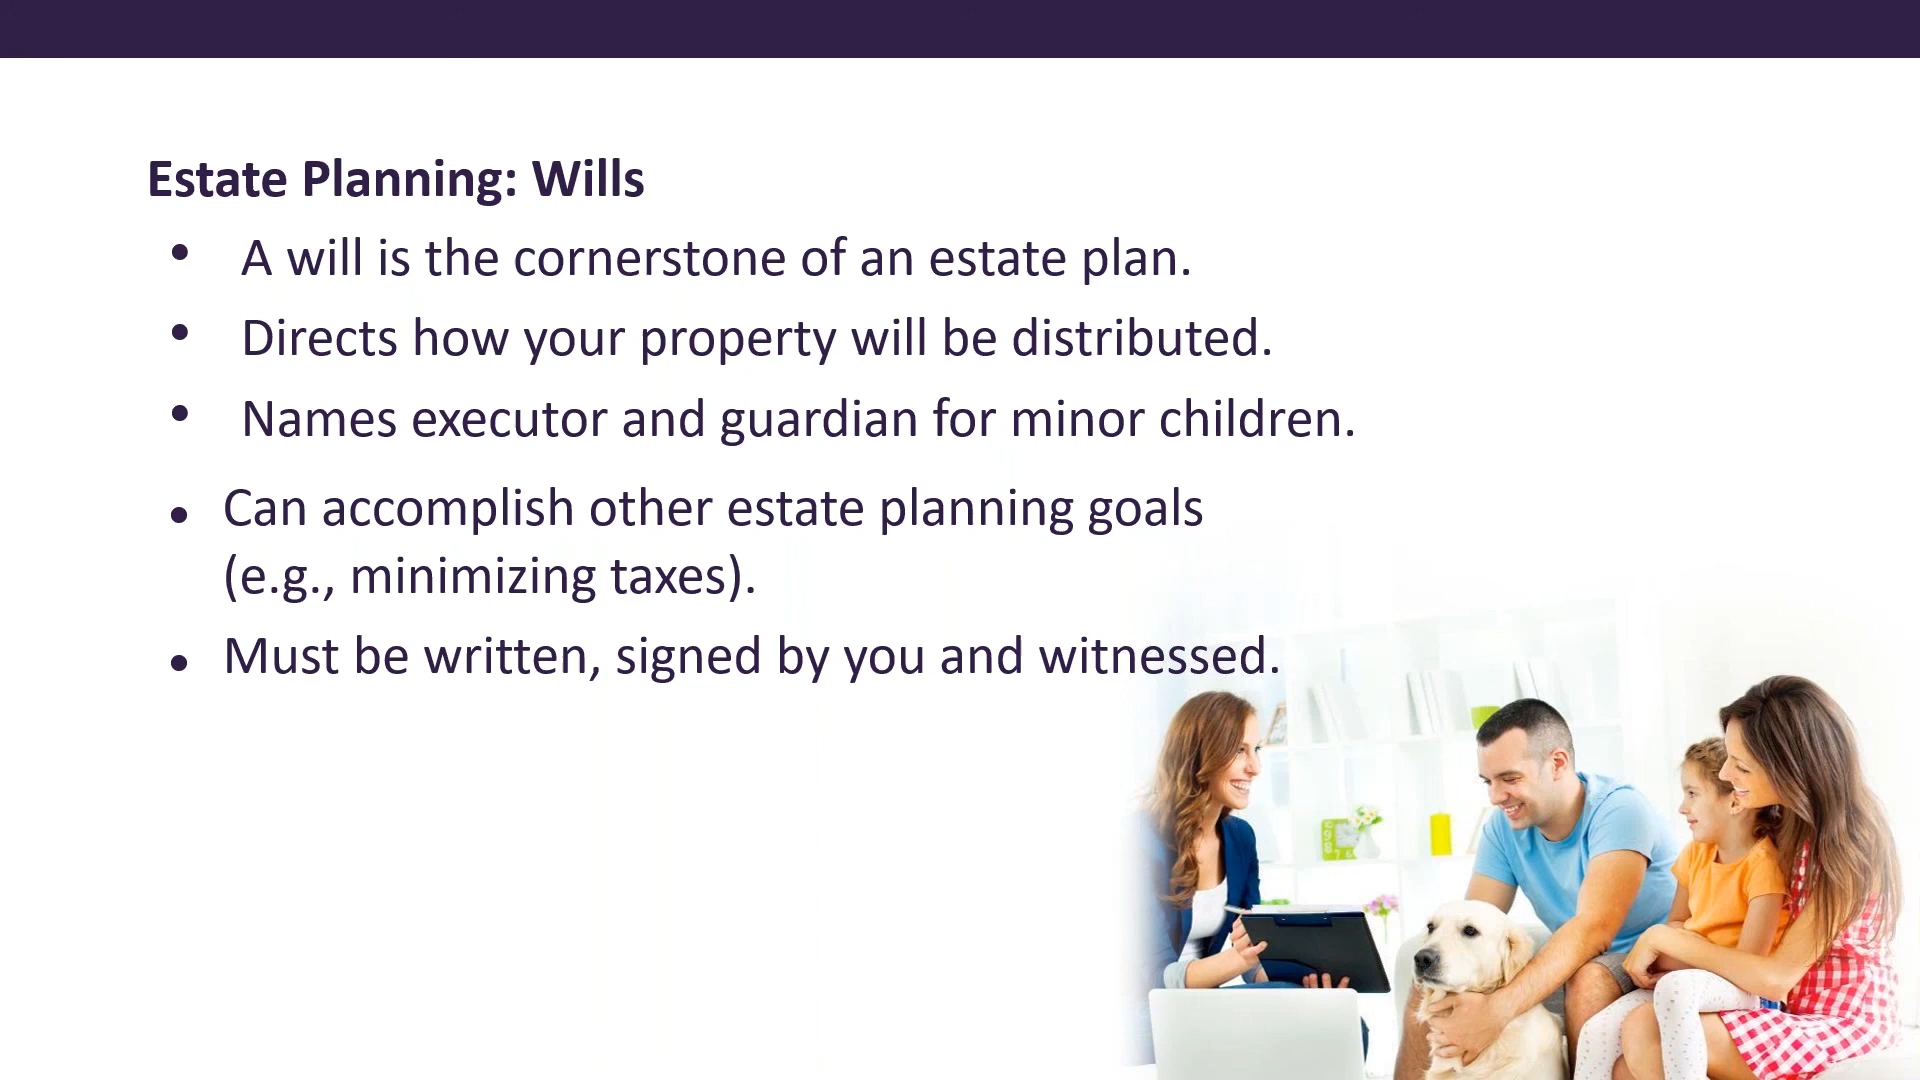 Estate Planning: Wills
• A will is the cornerstone of an estate plan.
• Directs how your property will be distributed.
• Names executor and guardian for minor children.
• Can accomplish other estate planning goals
(e.g., minimizing taxes).
• Must be written, signed by you and witnessed.